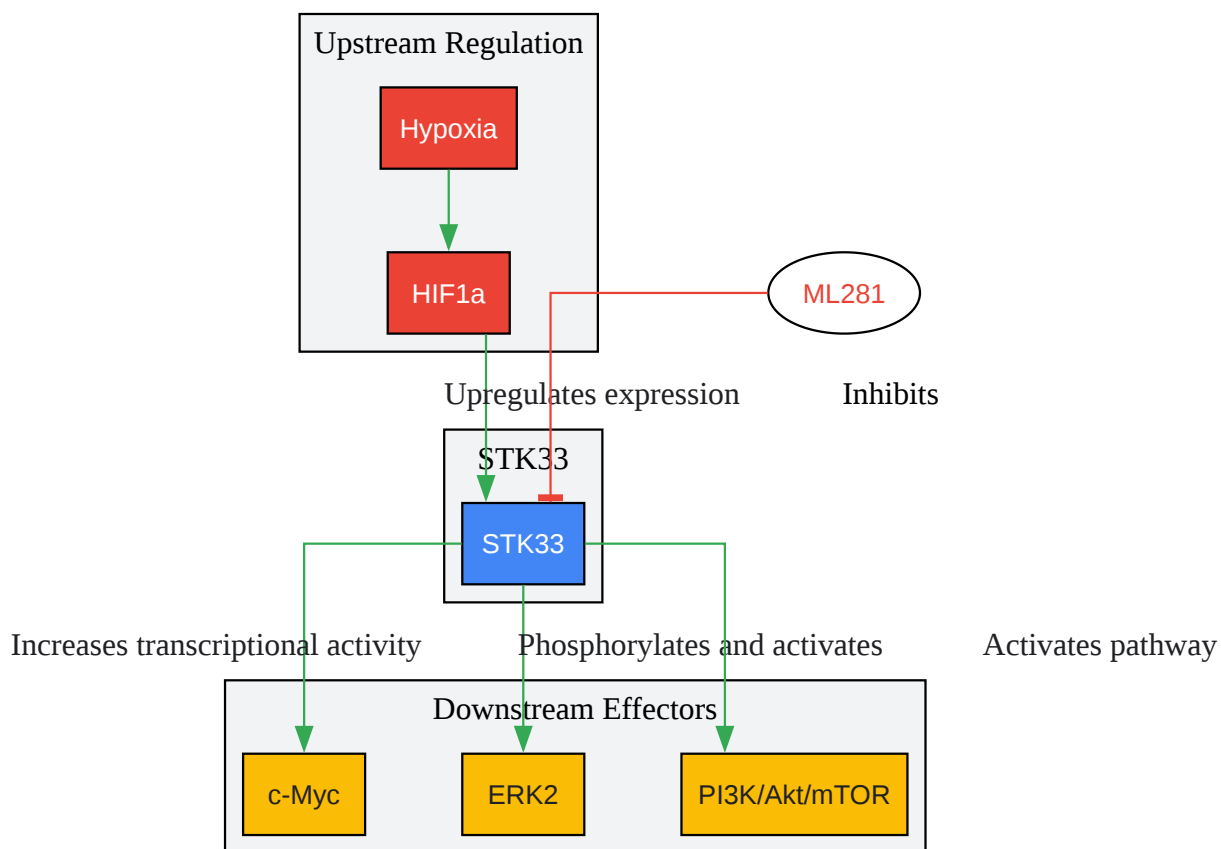 Upstream Regulation
Hypoxia
HIF1a
ML281
Upregulates expression
Inhibits
STK33
STK33
Increases transcriptional activity
Phosphorylates and activates
Activates pathway
Downstream Effectors
c-Myc
ERK2
PI3K/Akt/mTOR